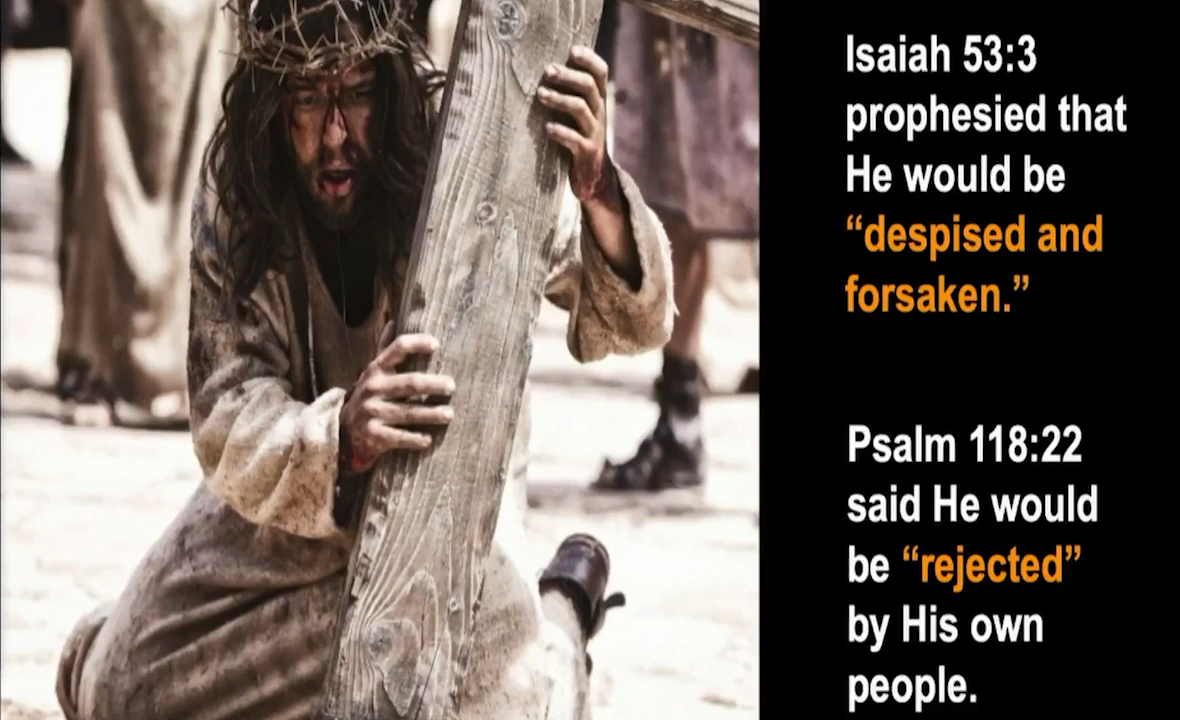 Isaiah 53:3
prophesied that
He would be
“despised and
forsaken.”
Psalm 118:22
said He would
be “rejected”
by His own
people.